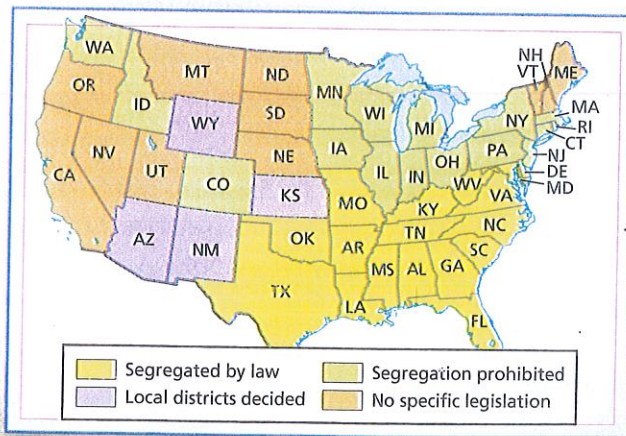 WA
OR
CA
NV
ID
MT
WY
UT
AZ
CO
NM
ND
SD
NE
KS
OK
TX
MN
IA
MO
AR
LA
WI
IL
MS
MI
IN
KY
TN
AL
OH
WV
GA
FL
SC
NC
VA
PA
NY
VT
NH
ME
MA
RI
CT
NJ
DE
MD
Segregated by law
Segregation prohibited
Local districts decided
No specific legislation